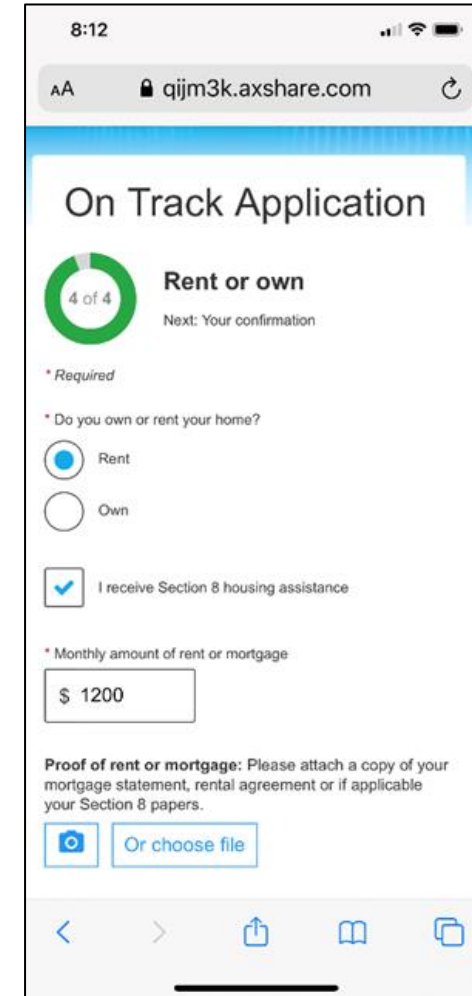 8:12
AA qijm3k.axshare.com
On Track Application
4 of 4
Rent or own
Next: Your confirmation
* Required
* Do you own or rent your home?
Rent
Own
I receive Section 8 housing assistance
* Monthly amount of rent or mortgage
$ 1200
Proof of rent or mortgage: Please attach a copy of your
mortgage statement, rental agreement or if applicable
your Section 8 papers.
Or choose file